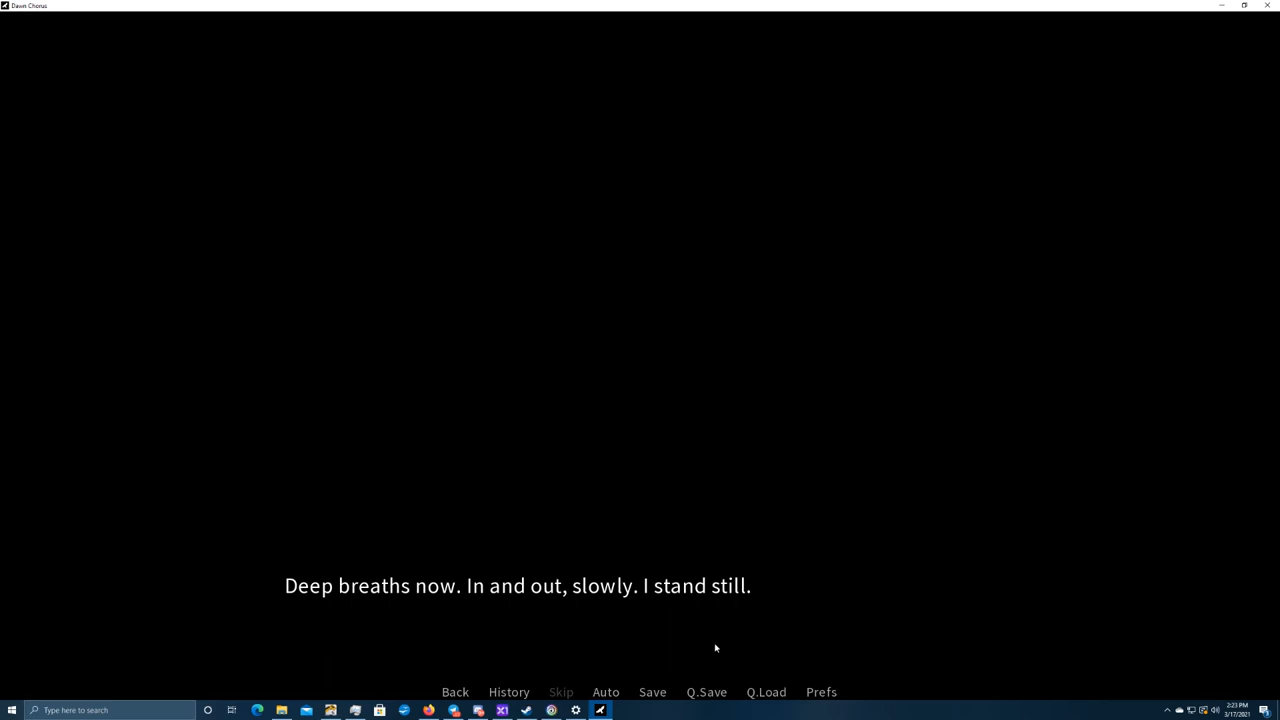 Dawn Chorus
Deep breaths now. In and out, slowly. I stand still.
Back History Skip Auto Save Q.Save Q.Load Prefs
Type here to search
2:23 PM
3/17/2021